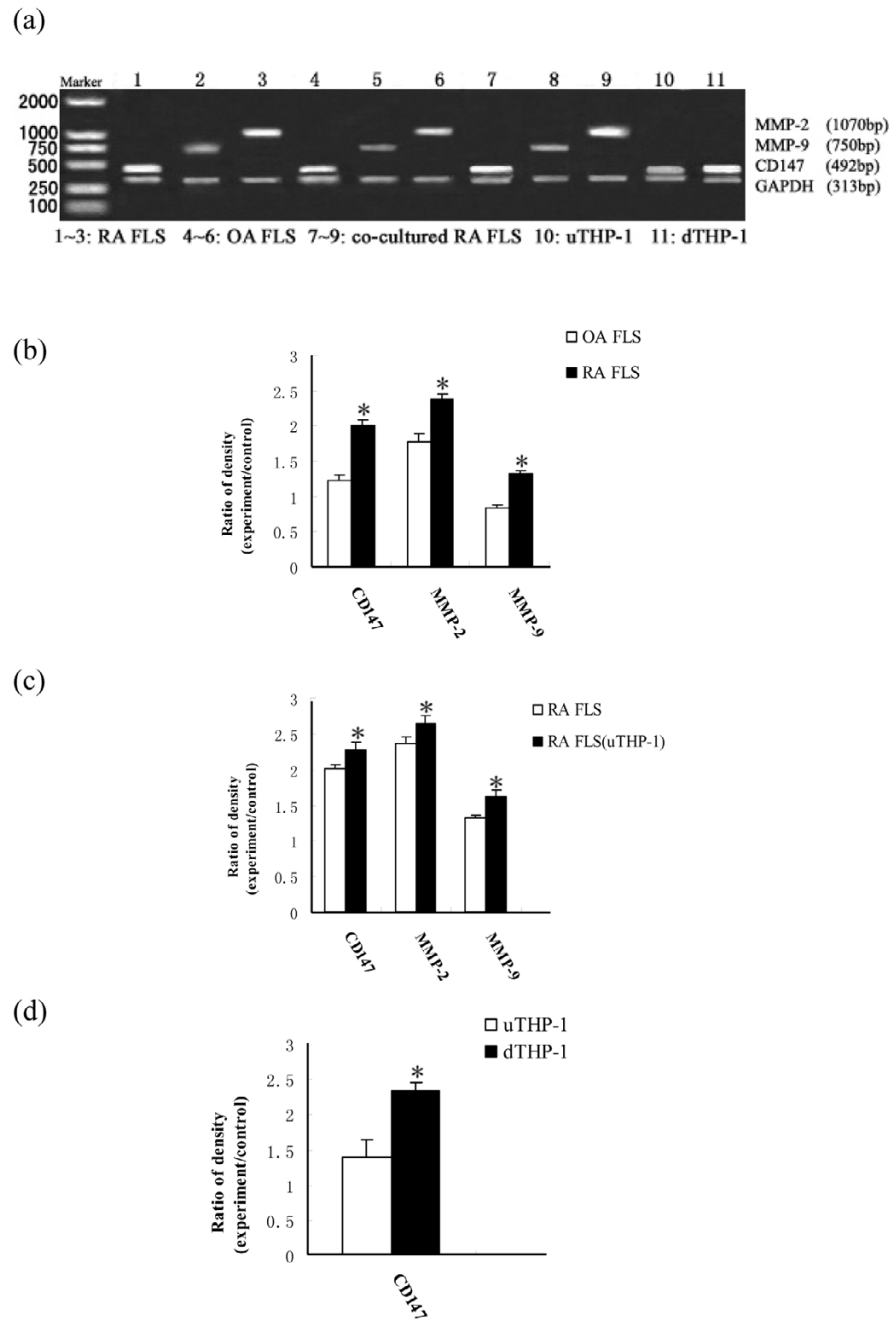 (a)
Marker 1 2 3 4 5 6 7 8 9 10 11
2000
1000
750
500
250
100
MMP-2 (1070bp)
MMP-9 (750bp)
CD147 (492bp)
GAPDH (313bp)
1~3: RA FLS 4~6: OA FLS 7~9: co-cultured RA FLS 10: uTHP-1 11: dTHP-1
(b)
OA FLS
RA FLS
Ratio of density
(experiment/control)
3
2.5
2
1.5
1
0.5
0
* * *
CD147
MMP-2
MMP-9
(c)
RA FLS
RA FLS(uTHP-1)
Ratio of density
(experiment/control)
3
2.5
2
1.5
1
0.5
0
* * *
CD147
MMP-2
MMP-9
(d)
uTHP-1
dTHP-1
Ratio of density
(experiment/control)
3
2.5
2
1.5
1
0.5
0
*
CD147